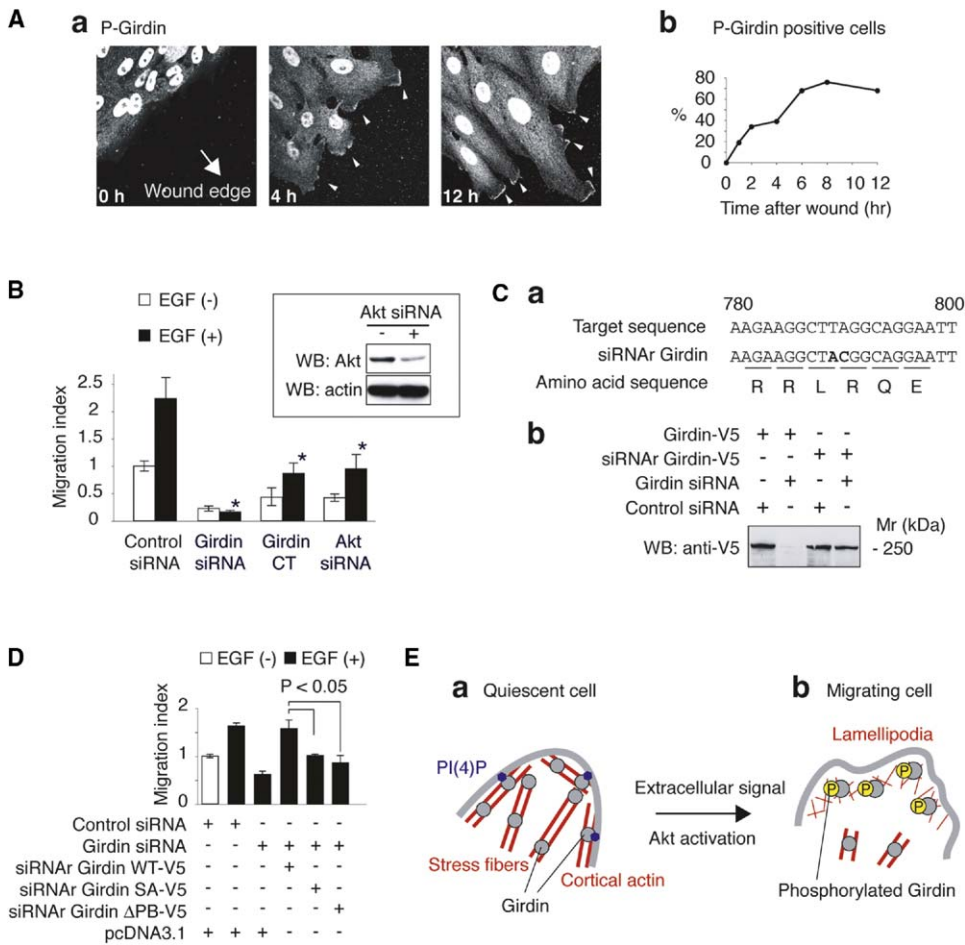 A
a P-Girdin
0 h
Wound edge
4 h
12 h
b P-Girdin positive cells
%
80
60
40
20
0
0 2 4 6 8 10 12
Time after wound (hr)
B
EGF (-)
EGF (+)
Migration index
2.5
2
1.5
1
0.5
0
* * *
Control siRNA
Girdin siRNA
Girdin CT
Akt siRNA
Akt siRNA
- +
WB: Akt
WB: actin
C a
780 800
Target sequence AAGAAGGCTTAGGCAGGAATT
siRNAr Girdin AAGAAGGCTACGGCAGGAATT
Amino acid sequence R R L R Q E
b
Girdin-V5 + + - -
siRNAr Girdin-V5 - - + +
Girdin siRNA - + - +
Control siRNA + - + -
Mr (kDa)
WB: anti-V5 - 250
D
EGF (-) EGF (+)
P < 0.05
Migration index
2
1
0
Control siRNA + + - - - -
Girdin siRNA - - + + + +
siRNAr Girdin WT-V5 - - - + - -
siRNAr Girdin SA-V5 - - - - + -
siRNAr Girdin ΔPB-V5 - - - - - +
pcDNA3.1 + + + - - -
E
a Quiescent cell
PI(4)P
Stress fibers
Cortical actin
Girdin
Extracellular signal
Akt activation
b Migrating cell
Lamellipodia
P P P P
Phosphorylated Girdin